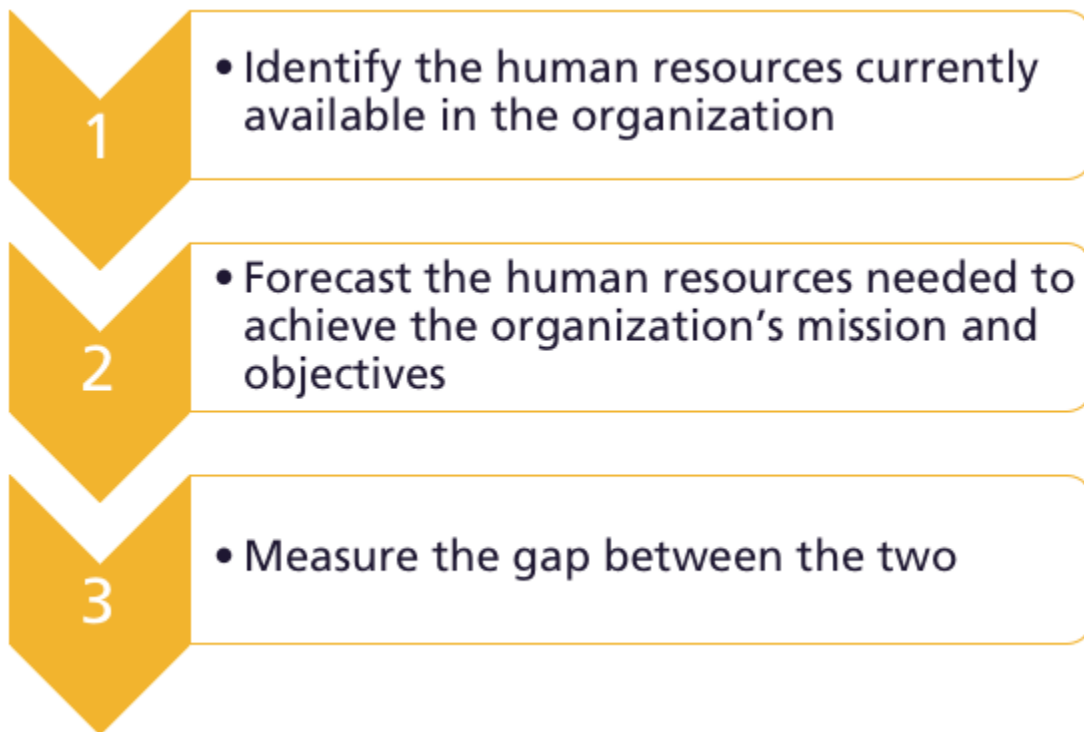 1
• Identify the human resources currently
available in the organization
2
• Forecast the human resources needed to
achieve the organization’s mission and
objectives
3
• Measure the gap between the two